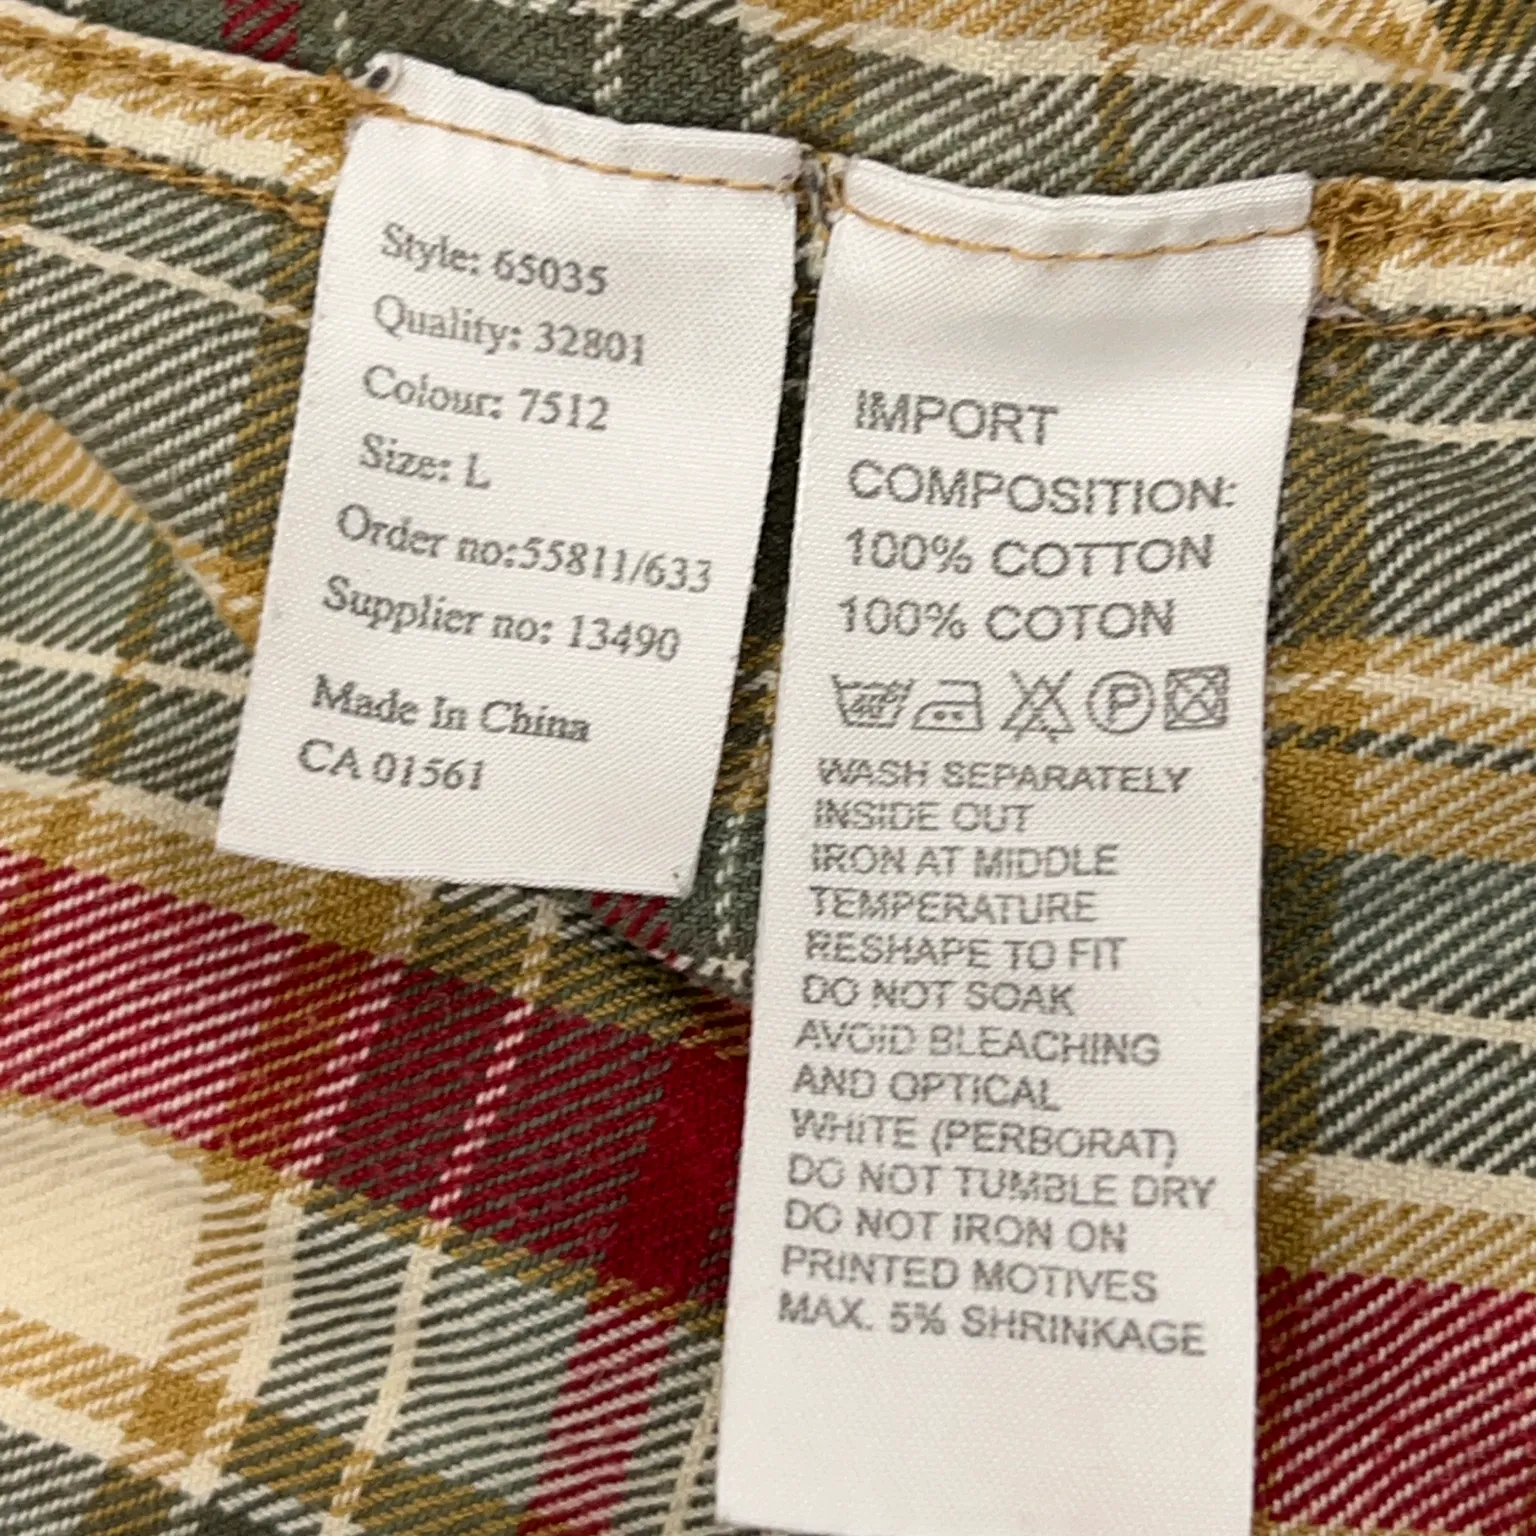 Style: 65035
Quality: 32801
Colour: 7512
Size: L
Order no:55811/633
Supplier no: 13490
Made In China
CA 01561
IMPORT
COMPOSITION:
100% COTTON
100% COTON
40° P
WASH SEPARATELY
INSIDE OUT
IRON AT MIDDLE
TEMPERATURE
RESHAPE TO FIT
DO NOT SOAK
AVOID BLEACHING
AND OPTICAL
WHITE (PERBORAT)
DO NOT TUMBLE DRY
DO NOT IRON ON
PRINTED MOTIVES
MAX. 5% SHRINKAGE